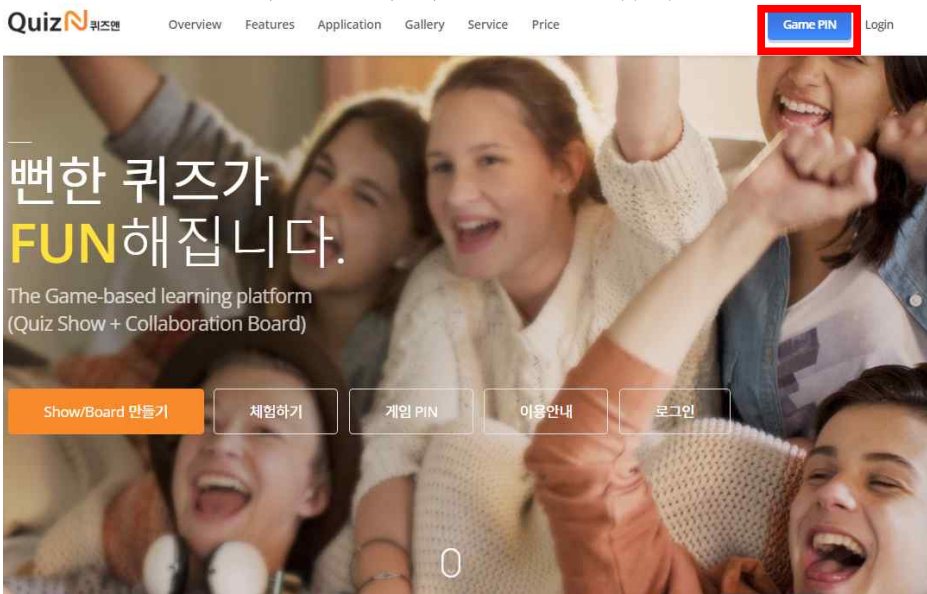 QuizN 퀴즈앤
Overview Features Application Gallery Service Price
Game PIN Login
뻔한 퀴즈가
FUN해집니다.
The Game-based learning platform
(Quiz Show + Collaboration Board)
Show/Board 만들기 체험하기 게임 PIN 이용안내 로그인